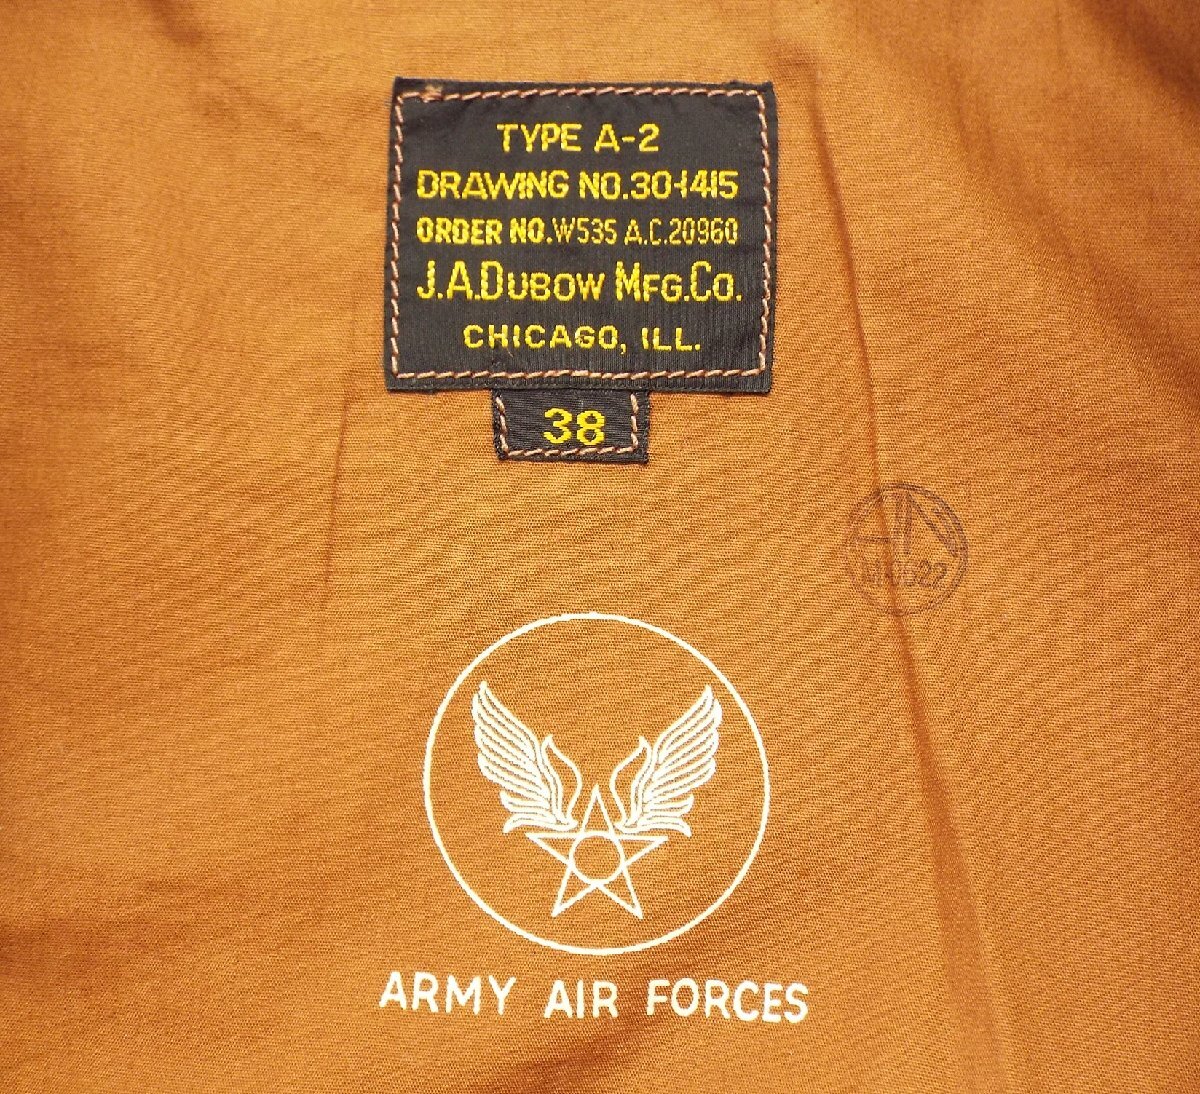 TYPE A-2
DRAWING NO. 30-1415
ORDER NO. W535 A.C. 20960
J.A. DUBOW MFG. CO.
CHICAGO, ILL.
38
AN
ARMY AIR FORCES